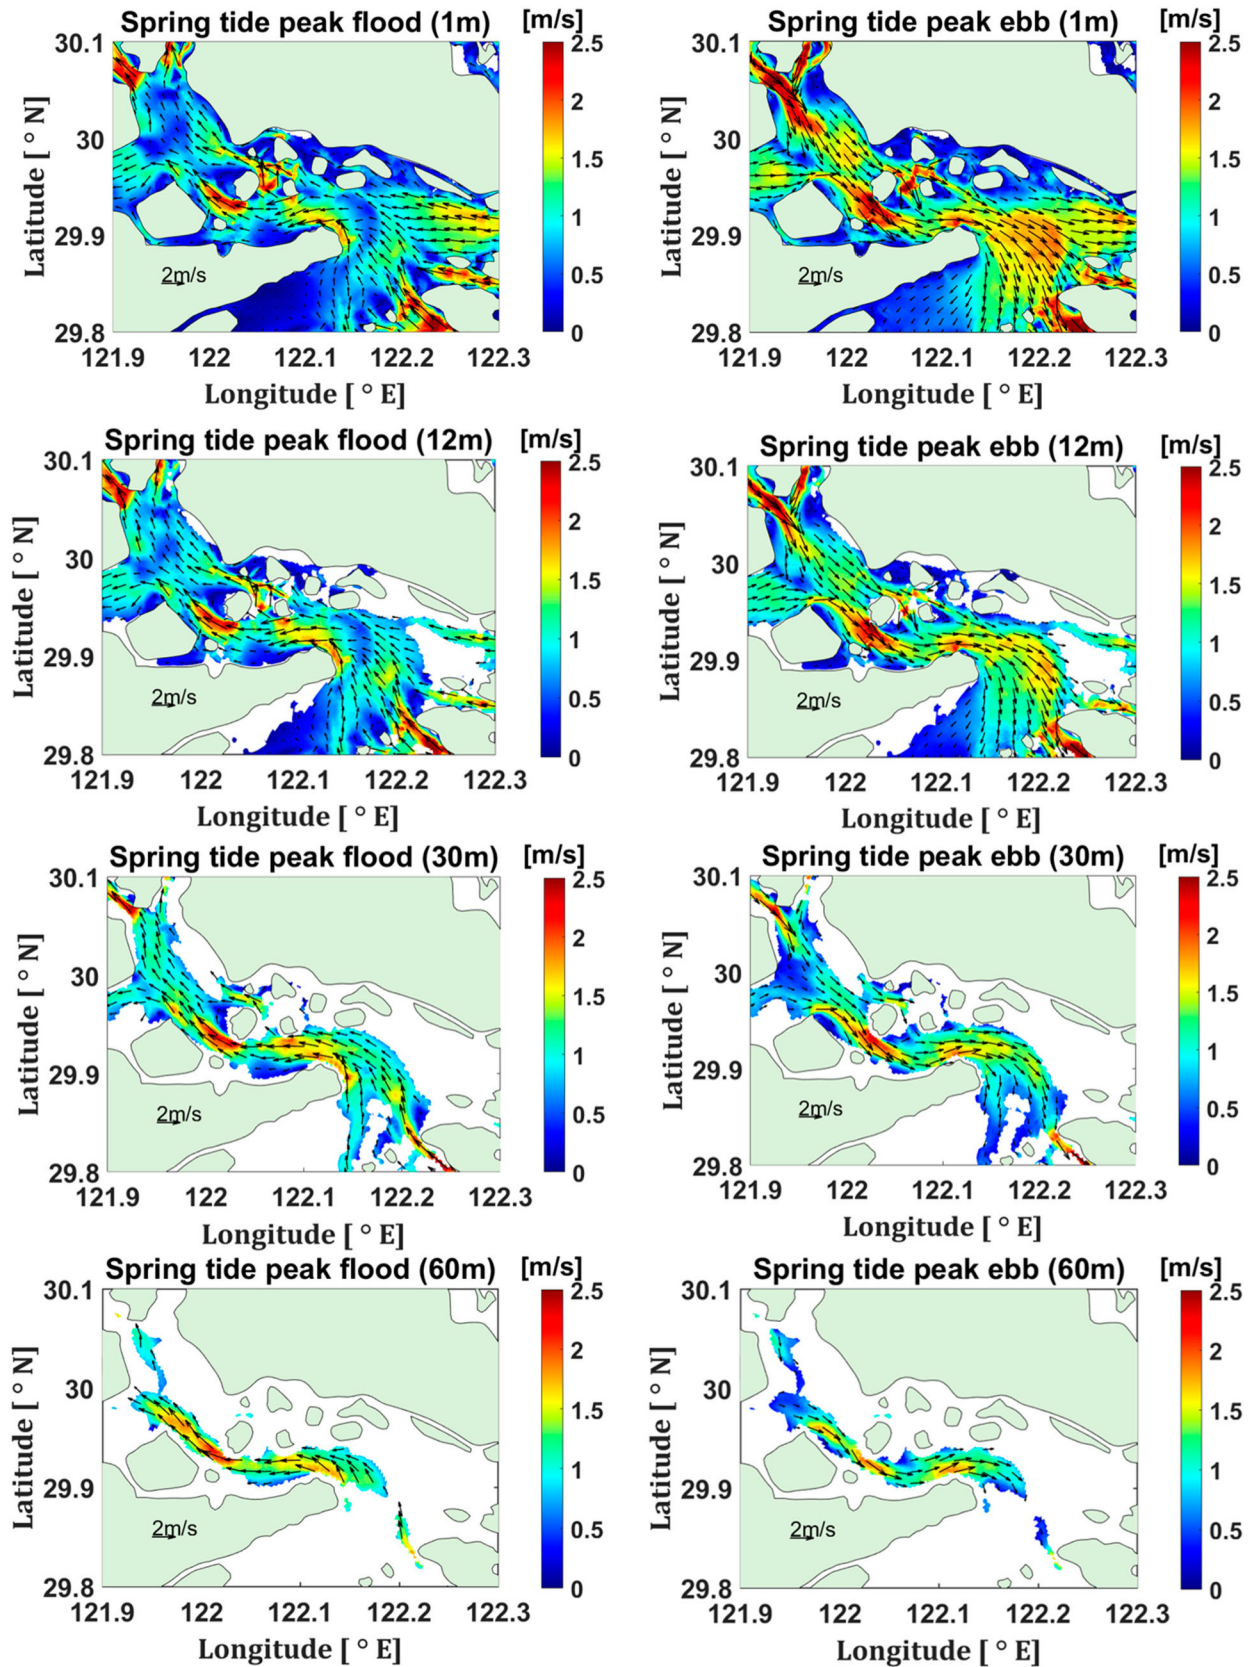 Spring tide peak flood (1m) [m/s]
30.1
30
29.9
29.8
Latitude [ ° N]
2m/s
121.9 122 122.1 122.2 122.3
Longitude [ ° E]
2.5
2
1.5
1
0.5
0
Spring tide peak ebb (1m) [m/s]
30.1
30
29.9
29.8
Latitude [ ° N]
2m/s
121.9 122 122.1 122.2 122.3
Longitude [ ° E]
2.5
2
1.5
1
0.5
0
Spring tide peak flood (12m) [m/s]
30.1
30
29.9
29.8
Latitude [ ° N]
2m/s
121.9 122 122.1 122.2 122.3
Longitude [ ° E]
2.5
2
1.5
1
0.5
0
Spring tide peak ebb (12m) [m/s]
30.1
30
29.9
29.8
Latitude [ ° N]
2m/s
121.9 122 122.1 122.2 122.3
Longitude [ ° E]
2.5
2
1.5
1
0.5
0
Spring tide peak flood (30m) [m/s]
30.1
30
29.9
29.8
Latitude [ ° N]
2m/s
121.9 122 122.1 122.2 122.3
Longitude [ ° E]
2.5
2
1.5
1
0.5
0
Spring tide peak ebb (30m) [m/s]
30.1
30
29.9
29.8
Latitude [ ° N]
2m/s
121.9 122 122.1 122.2 122.3
Longitude [ ° E]
2.5
2
1.5
1
0.5
0
Spring tide peak flood (60m) [m/s]
30.1
30
29.9
29.8
Latitude [ ° N]
2m/s
121.9 122 122.1 122.2 122.3
Longitude [ ° E]
2.5
2
1.5
1
0.5
0
Spring tide peak ebb (60m) [m/s]
30.1
30
29.9
29.8
Latitude [ ° N]
2m/s
121.9 122 122.1 122.2 122.3
Longitude [ ° E]
2.5
2
1.5
1
0.5
0